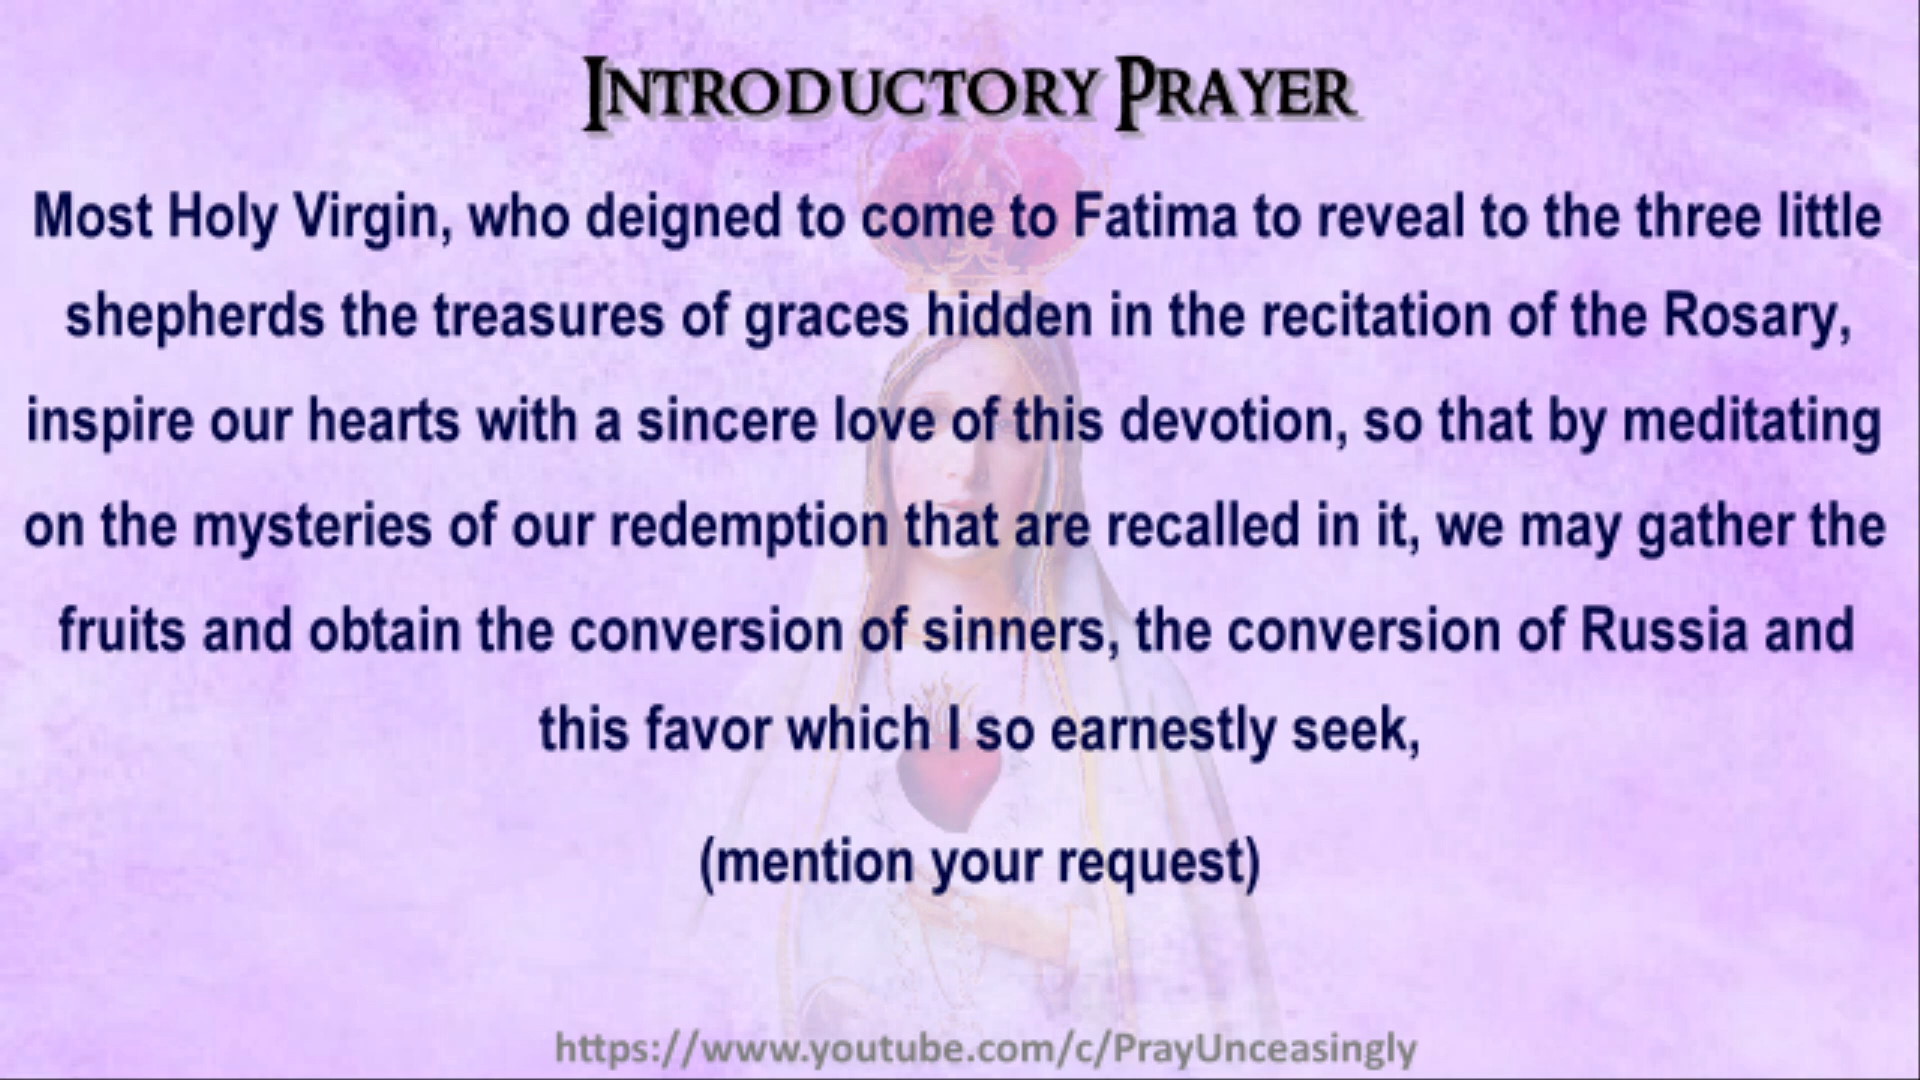 Introductory Prayer
Most Holy Virgin, who deigned to come to Fatima to reveal to the three little
shepherds the treasures of graces hidden in the recitation of the Rosary,
inspire our hearts with a sincere love of this devotion, so that by meditating
on the mysteries of our redemption that are recalled in it, we may gather the
fruits and obtain the conversion of sinners, the conversion of Russia and
this favor which I so earnestly seek,
(mention your request)
https://www.youtube.com/c/PrayUnceasingly